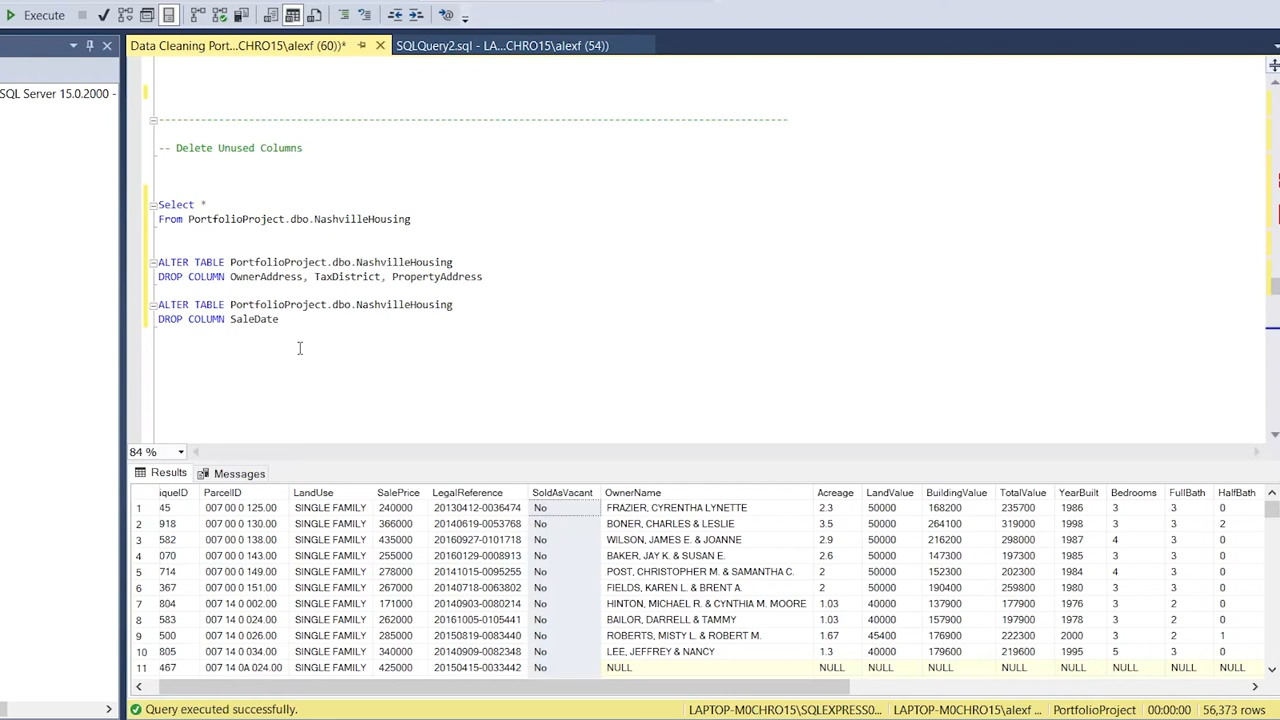 Execute
Data Cleaning Port...CHRO15\alexf (60))* SQLQuery2.sql - LA...CHRO15\alexf (54))
SQL Server 15.0.2000 -
-- Delete Unused Columns
Select *
From PortfolioProject.dbo.NashvilleHousing
ALTER TABLE PortfolioProject.dbo.NashvilleHousing
DROP COLUMN OwnerAddress, TaxDistrict, PropertyAddress
ALTER TABLE PortfolioProject.dbo.NashvilleHousing
DROP COLUMN SaleDate
84 %
Results Messages
iqueID ParcelID LandUse SalePrice LegalReference SoldAsVacant OwnerName Acreage LandValue BuildingValue TotalValue YearBuilt Bedrooms FullBath HalfBath
1 45 007 00 0 125.00 SINGLE FAMILY 240000 20130412-0036474 No FRAZIER, CYRENTHA LYNETTE 2.3 50000 168200 235700 1986 3 3 0
2 918 007 00 0 130.00 SINGLE FAMILY 366000 20140619-0053768 No BONER, CHARLES & LESLIE 3.5 50000 264100 319000 1998 3 3 2
3 582 007 00 0 138.00 SINGLE FAMILY 435000 20160927-0101718 No WILSON, JAMES E. & JOANNE 2.9 50000 216200 298000 1987 4 3 0
4 070 007 00 0 143.00 SINGLE FAMILY 255000 20160129-0008913 No BAKER, JAY K. & SUSAN E. 2.6 50000 147300 197300 1985 3 3 0
5 714 007 00 0 149.00 SINGLE FAMILY 278000 20141015-0095255 No POST, CHRISTOPHER M. & SAMANTHA C. 2 50000 152300 202300 1984 4 3 0
6 367 007 00 0 151.00 SINGLE FAMILY 267000 20140718-0063802 No FIELDS, KAREN L. & BRENT A. 2 50000 190400 259800 1980 3 3 0
7 804 007 14 0 002.00 SINGLE FAMILY 171000 20140903-0080214 No HINTON, MICHAEL R. & CYNTHIA M. MOORE 1.03 40000 137900 177900 1976 3 2 0
8 583 007 14 0 024.00 SINGLE FAMILY 262000 20161005-0105441 No BAILOR, DARRELL & TAMMY 1.03 40000 157900 197900 1978 3 2 0
9 500 007 14 0 026.00 SINGLE FAMILY 285000 20150819-0083440 No ROBERTS, MISTY L. & ROBERT M. 1.67 45400 176900 222300 2000 3 2 1
10 805 007 14 0 034.00 SINGLE FAMILY 340000 20140909-0082348 No LEE, JEFFREY & NANCY 1.3 40000 179600 219600 1995 5 3 0
11 467 007 14 0A 024.00 SINGLE FAMILY 425000 20150415-0033442 No NULL NULL NULL NULL NULL NULL NULL NULL NULL
Query executed successfully. LAPTOP-M0CHRO15\SQLEXPRESS0... LAPTOP-M0CHRO15\alexf ... PortfolioProject 00:00:00 56,373 rows